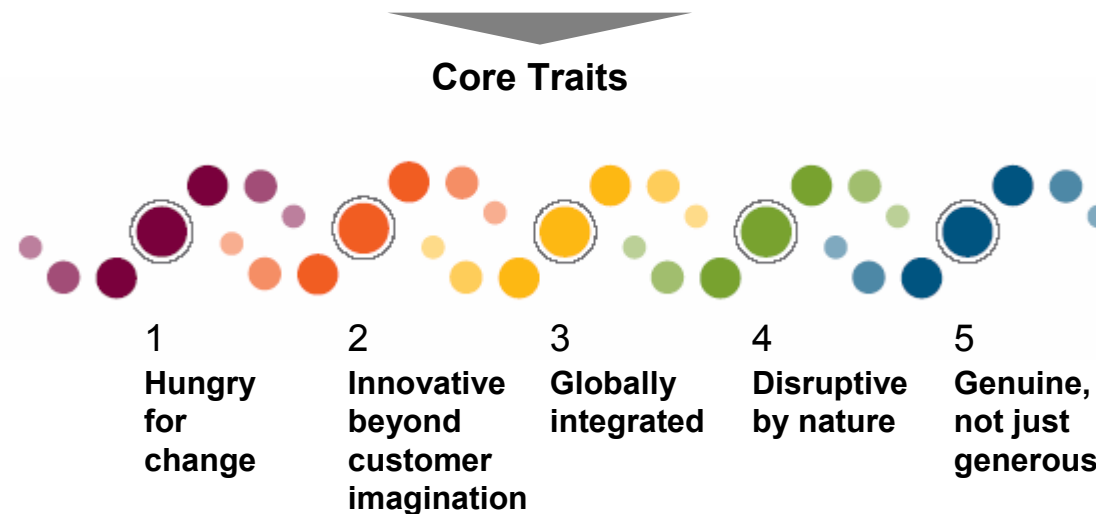 Core Traits
1
Hungry
for
change
2
Innovative
beyond
customer
imagination
3
Globally
integrated
4
Disruptive
by nature
5
Genuine,
not just
generous